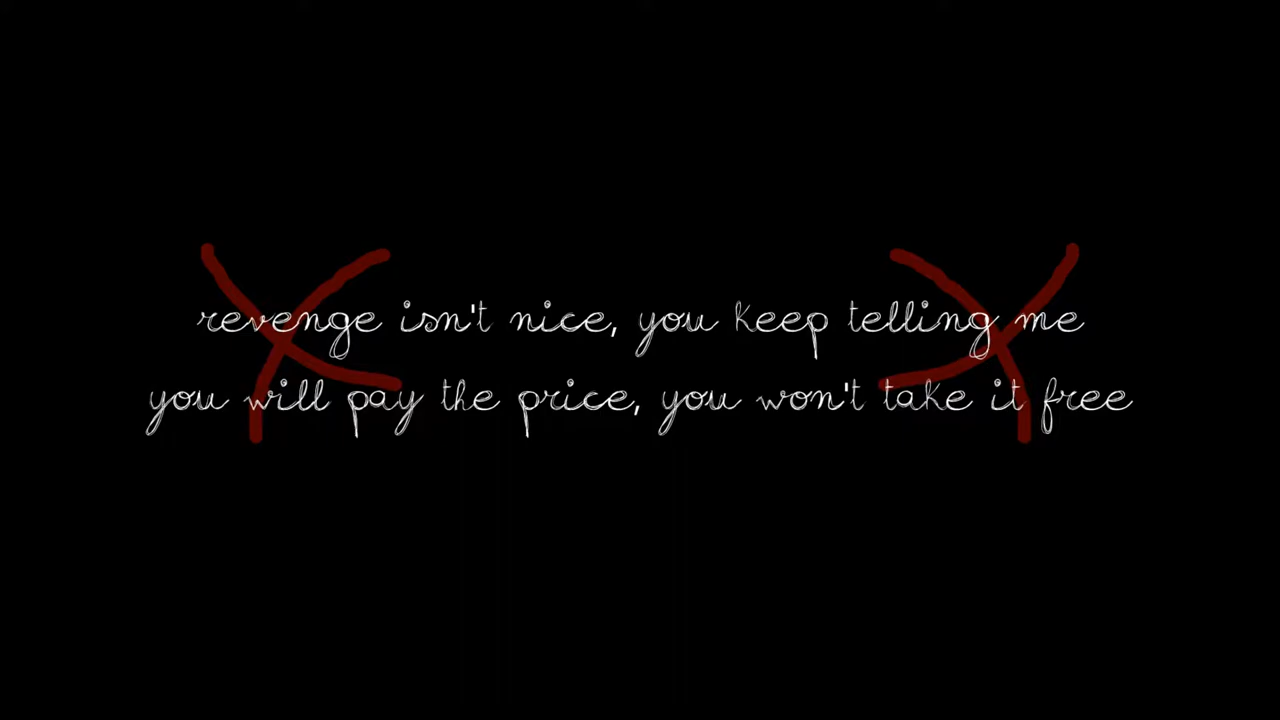 revenge isn't nice, you keep telling me
you will pay the price, you won't take it free